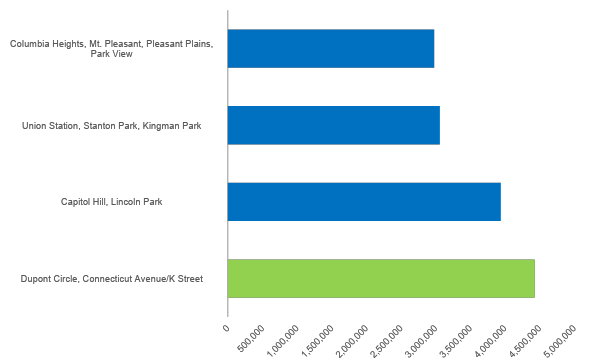 Columbia Heights, Mt. Pleasant, Pleasant Plains,
Park View
Union Station, Stanton Park, Kingman Park
Capitol Hill, Lincoln Park
Dupont Circle, Connecticut Avenue/K Street
0
500,000
1,000,000
1,500,000
2,000,000
2,500,000
3,000,000
3,500,000
4,000,000
4,500,000
5,000,000